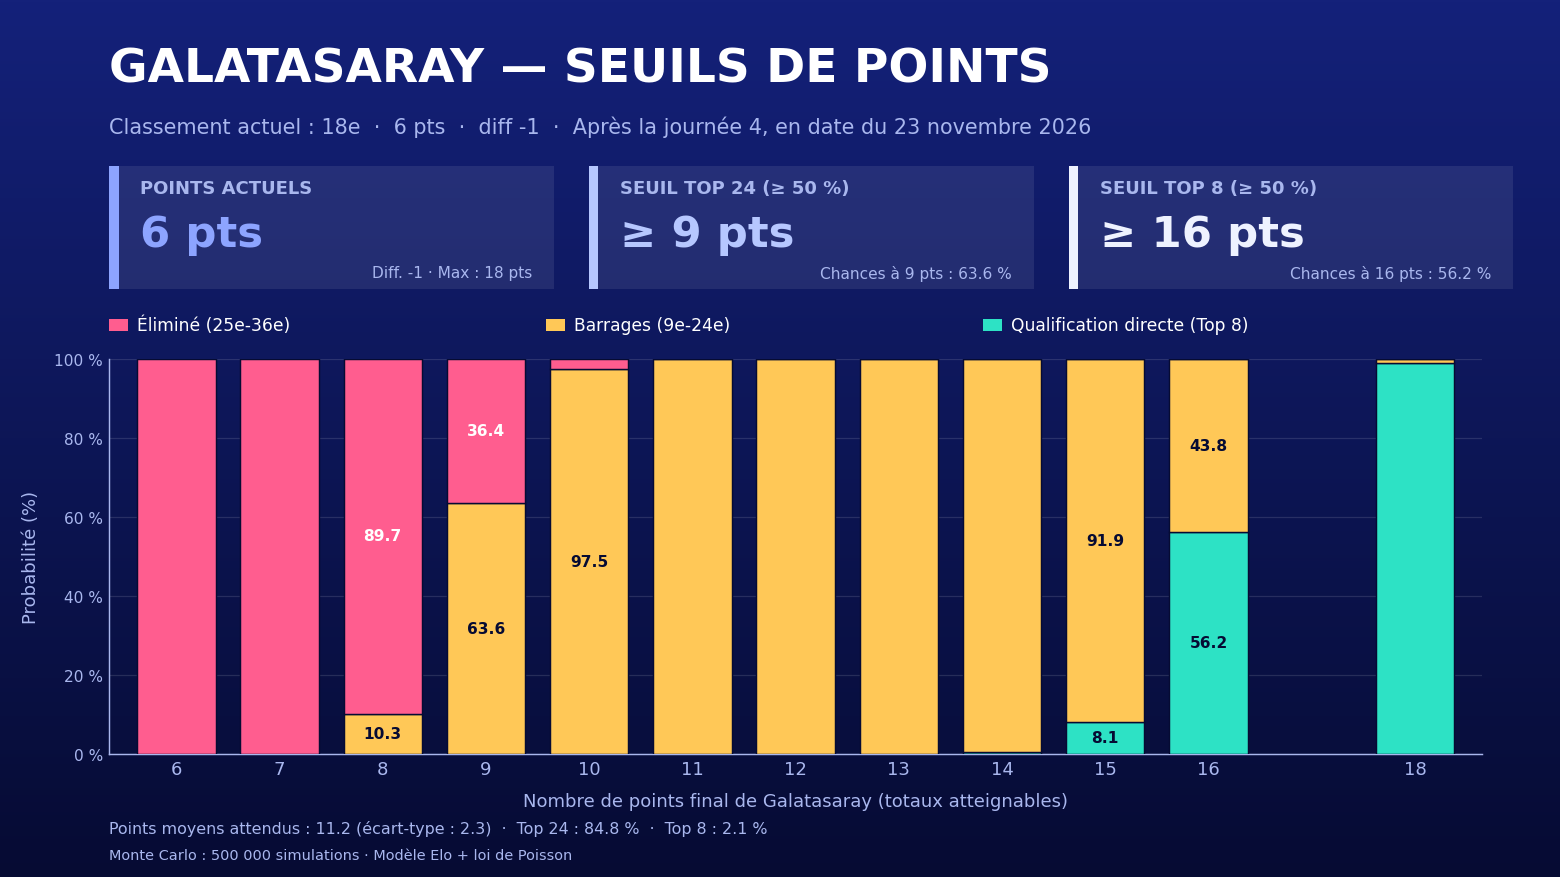 GALATASARAY — SEUILS DE POINTS
Classement actuel : 18e · 6 pts · diff -1 · Après la journée 4, en date du 23 novembre 2026
POINTS ACTUELS
6 pts
Diff. -1 · Max : 18 pts
SEUIL TOP 24 (≥ 50 %)
≥ 9 pts
Chances à 9 pts : 63.6 %
SEUIL TOP 8 (≥ 50 %)
≥ 16 pts
Chances à 16 pts : 56.2 %
Éliminé (25e-36e)
Barrages (9e-24e)
Qualification directe (Top 8)
Probabilité (%)
100 %
80 %
60 %
40 %
20 %
0 %
89.7
10.3
36.4
63.6
97.5
91.9
8.1
43.8
56.2
6 7 8 9 10 11 12 13 14 15 16 18
Nombre de points final de Galatasaray (totaux atteignables)
Points moyens attendus : 11.2 (écart-type : 2.3) · Top 24 : 84.8 % · Top 8 : 2.1 %
Monte Carlo : 500 000 simulations · Modèle Elo + loi de Poisson